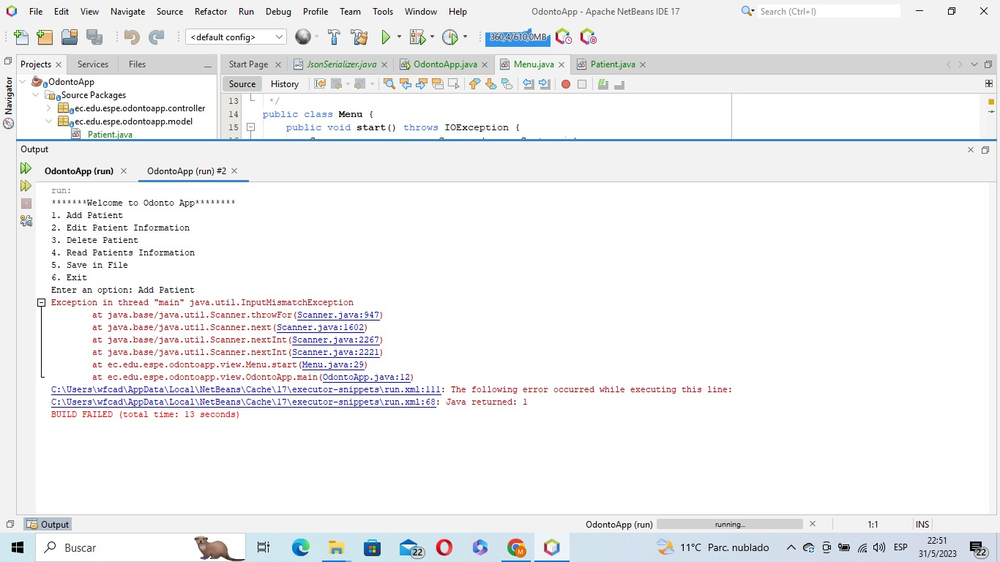 File Edit View Navigate Source Refactor Run Debug Profile Team Tools Window Help OdontoApp - Apache NetBeans IDE 17 Search (Ctrl+I)
<default config> 360,4/610,0MB
Projects Services Files Start Page JsonSerializer.java OdontoApp.java Menu.java Patient.java
Navigator
OdontoApp
Source Packages
ec.edu.espe.odontoapp.controller
ec.edu.espe.odontoapp.model
Patient.java
Source History
13 */
14 public class Menu {
15 public void start() throws IOException {
Output
OdontoApp (run) OdontoApp (run) #2
run:
*******Welcome to Odonto App********
1. Add Patient
2. Edit Patient Information
3. Delete Patient
4. Read Patients Information
5. Save in File
6. Exit
Enter an option: Add Patient
Exception in thread "main" java.util.InputMismatchException
at java.base/java.util.Scanner.throwFor(Scanner.java:947)
at java.base/java.util.Scanner.next(Scanner.java:1602)
at java.base/java.util.Scanner.nextInt(Scanner.java:2267)
at java.base/java.util.Scanner.nextInt(Scanner.java:2221)
at ec.edu.espe.odontoapp.view.Menu.start(Menu.java:29)
at ec.edu.espe.odontoapp.view.OdontoApp.main(OdontoApp.java:12)
C:\Users\wfcad\AppData\Local\NetBeans\Cache\17\executor-snippets\run.xml:111: The following error occurred while executing this line:
C:\Users\wfcad\AppData\Local\NetBeans\Cache\17\executor-snippets\run.xml:68: Java returned: 1
BUILD FAILED (total time: 13 seconds)
Output OdontoApp (run) running... 1:1 INS
Buscar 22 M 11°C Parc. nublado ESP 22:51 22
31/5/2023